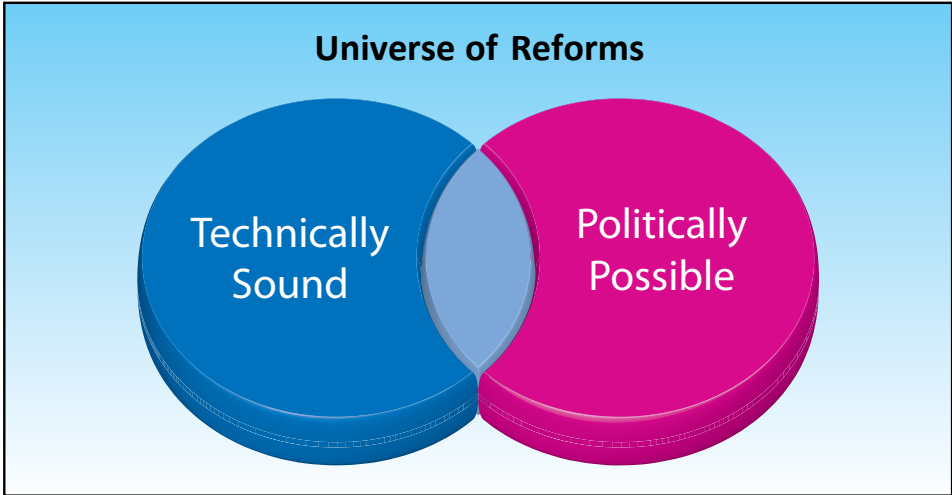 Universe of Reforms
Technically
Sound
Politically
Possible